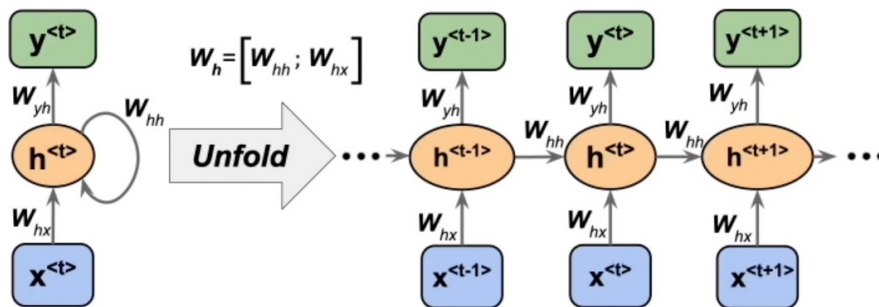 y<t>
W_yh
W_hh
h<t>
W_hx
x<t>
W_h = [W_hh ; W_hx]
Unfold
y<t-1> y<t> y<t+1>
W_yh W_yh W_yh
... h<t-1> W_hh h<t> W_hh h<t+1> ...
W_hx W_hx W_hx
x<t-1> x<t> x<t+1>